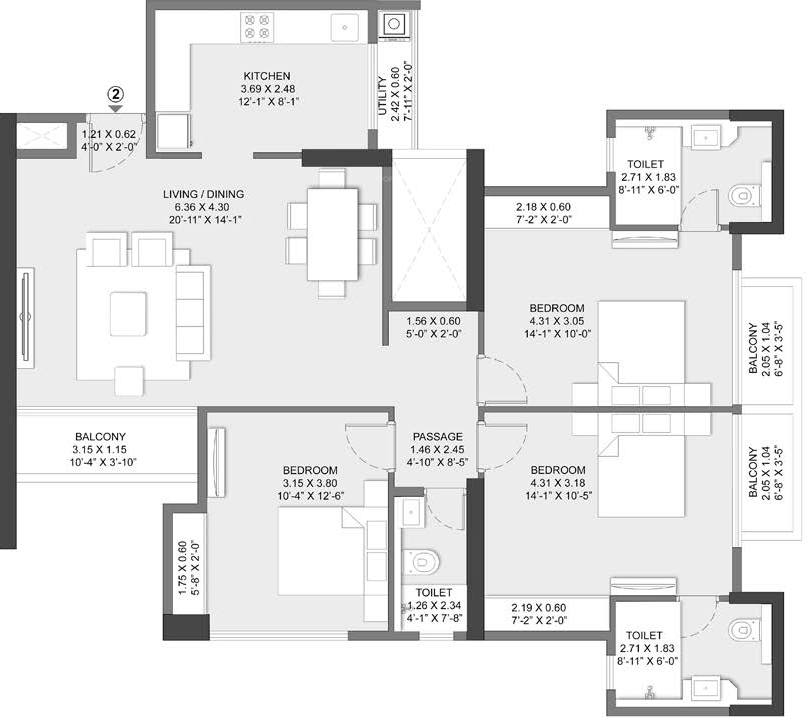 KITCHEN
3.69 X 2.48
12'-1" X 8'-1"
UTILITY
2.42 X 0.60
7'-11" X 2'-0"
2
1.21 X 0.62
4'-0" X 2'-0"
LIVING / DINING
6.36 X 4.30
20'-11" X 14'-1"
TOILET
2.71 X 1.83
8'-11" X 6'-0"
2.18 X 0.60
7'-2" X 2'-0"
BEDROOM
4.31 X 3.05
14'-1" X 10'-0"
1.56 X 0.60
5'-0" X 2'-0"
BALCONY
2.05 X 1.04
6'-8" X 3'-5"
BALCONY
3.15 X 1.15
10'-4" X 3'-10"
PASSAGE
1.46 X 2.45
4'-10" X 8'-5"
BEDROOM
3.15 X 3.80
10'-4" X 12'-6"
BEDROOM
4.31 X 3.18
14'-1" X 10'-5"
BALCONY
2.05 X 1.04
6'-8" X 3'-5"
1.75 X 0.60
5'-8" X 2'-0"
TOILET
1.26 X 2.34
4'-1" X 7'-8"
2.19 X 0.60
7'-2" X 2'-0"
TOILET
2.71 X 1.83
8'-11" X 6'-0"